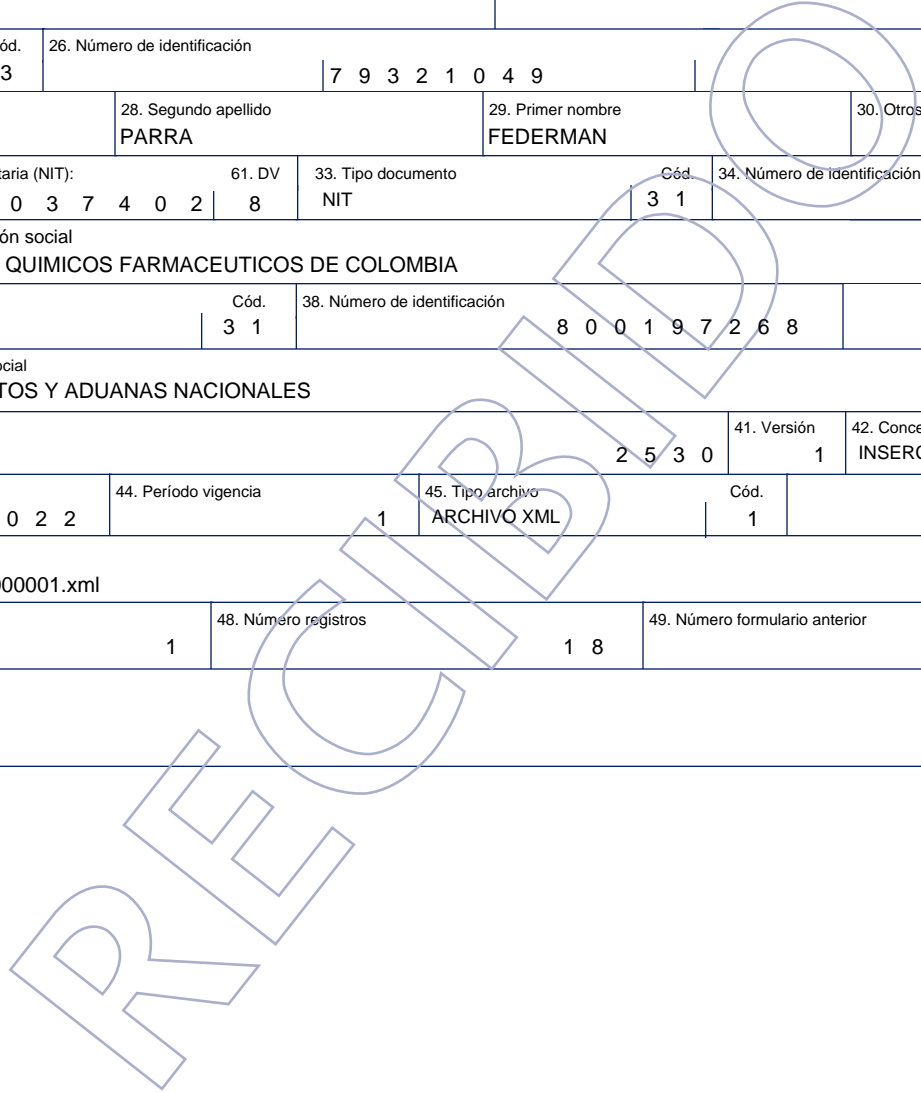 ód. 26. Número de identificación
3 7 9 3 2 1 0 4 9
28. Segundo apellido 29. Primer nombre 30. Otros
PARRA FEDERMAN
taria (NIT): 61. DV 33. Tipo documento Cód. 34. Número de identificación
0 3 7 4 0 2 8 NIT 3 1
ón social
QUIMICOS FARMACEUTICOS DE COLOMBIA
Cód. 38. Número de identificación
3 1 8 0 0 1 9 7 2 6 8
ocial
TOS Y ADUANAS NACIONALES
41. Versión 42. Conce
2 5 3 0 1 INSERC
44. Período vigencia 45. Tipo archivo Cód.
0 2 2 1 ARCHIVO XML 1
000001.xml
48. Número registros 49. Número formulario anterior
1 1 8
RECIBIDO